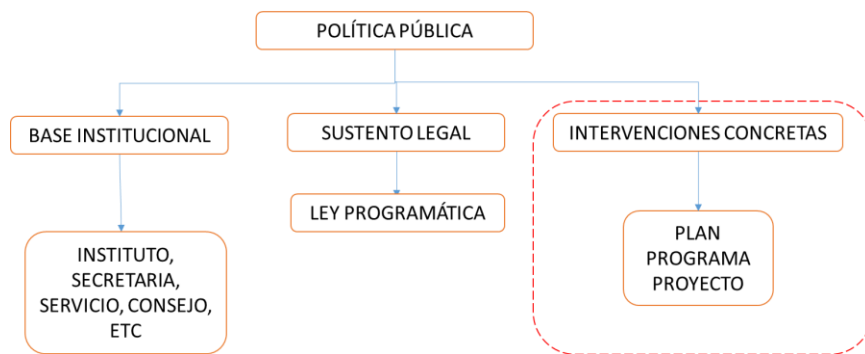 POLÍTICA PÚBLICA
BASE INSTITUCIONAL
SUSTENTO LEGAL
INTERVENCIONES CONCRETAS
LEY PROGRAMÁTICA
INSTITUTO,
SECRETARIA,
SERVICIO, CONSEJO,
ETC
PLAN
PROGRAMA
PROYECTO